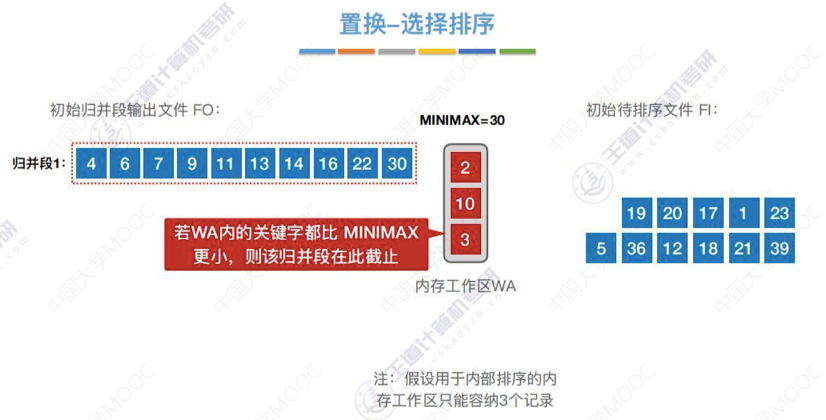 置换–选择排序
初始归并段输出文件 FO：
MINIMAX=30
初始待排序文件 FI：
归并段1：
4 6 7 9 11 13 14 16 22 30
2
10
3
19 20 17 1 23
5 36 12 18 21 39
若WA内的关键字都比 MINIMAX
更小，则该归并段在此截止
内存工作区WA
注：假设用于内部排序的内
存工作区只能容纳3个记录
王道计算机考研
www.cskaoyan.com
中国大学MOOC